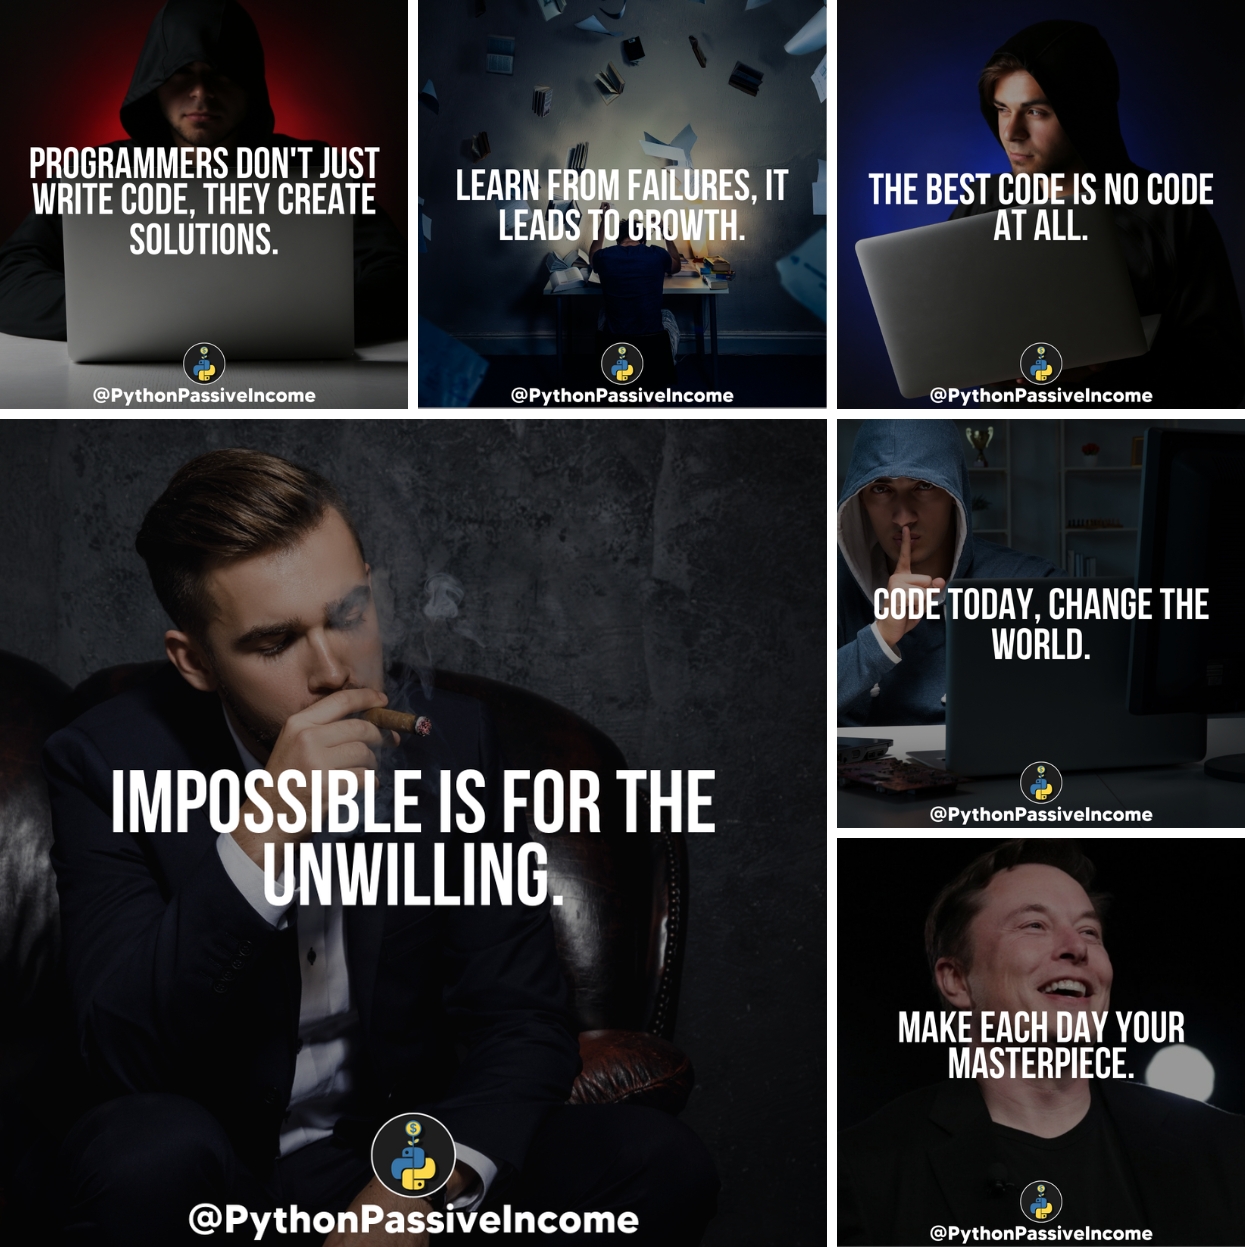 PROGRAMMERS DON'T JUST
WRITE CODE, THEY CREATE
SOLUTIONS.
@PythonPassiveIncome
LEARN FROM FAILURES, IT
LEADS TO GROWTH.
@PythonPassiveIncome
THE BEST CODE IS NO CODE
AT ALL.
@PythonPassiveIncome
IMPOSSIBLE IS FOR THE
UNWILLING.
$
@PythonPassiveIncome
CODE TODAY, CHANGE THE
WORLD.
@PythonPassiveIncome
MAKE EACH DAY YOUR
MASTERPIECE.
@PythonPassiveIncome